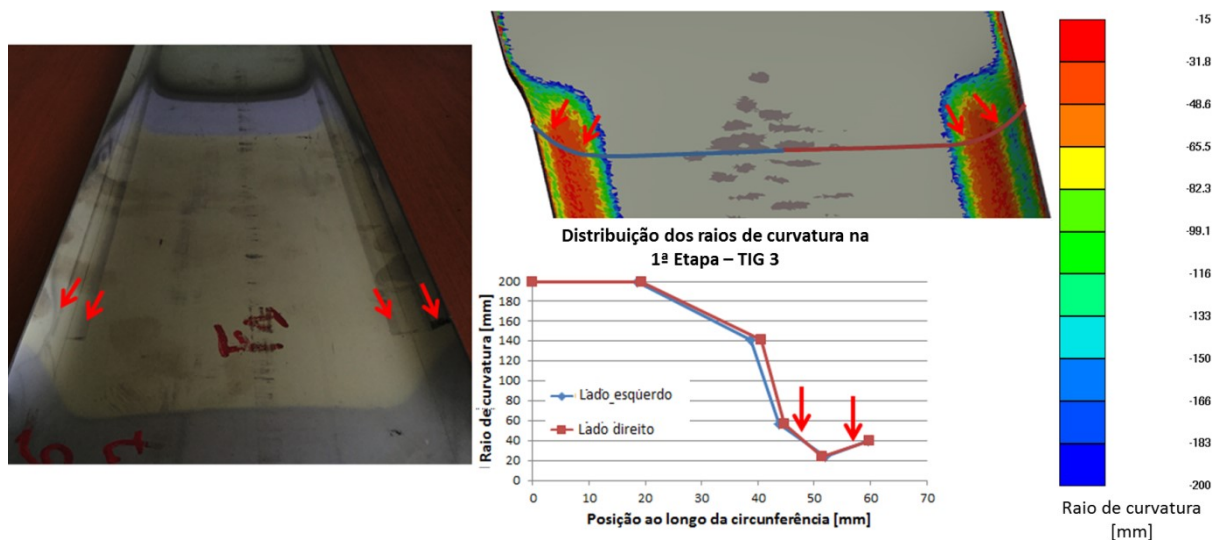 Distribuição dos raios de curvatura na
1ª Etapa – TIG 3
Raio de curvatura [mm]
200
180
160
140
120
100
80
60
40
20
0
Lado_esquerdo
Lado direito
0 10 20 30 40 50 60 70
Posição ao longo da circunferência [mm]
-15
-31.8
-48.6
-65.5
-82.3
-99.1
-116
-133
-150
-166
-183
-200
Raio de curvatura
[mm]